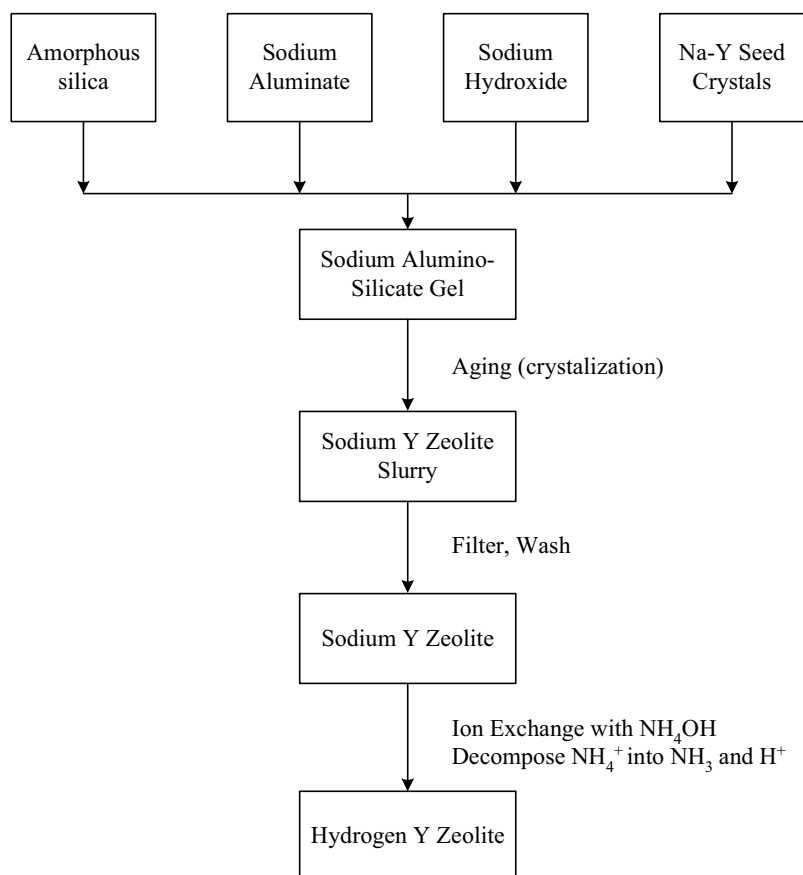 Amorphous
silica
Sodium
Aluminate
Sodium
Hydroxide
Na-Y Seed
Crystals
Sodium Alumino-
Silicate Gel
Aging (crystalization)
Sodium Y Zeolite
Slurry
Filter, Wash
Sodium Y Zeolite
Ion Exchange with NH₄OH
Decompose NH₄⁺ into NH₃ and H⁺
Hydrogen Y Zeolite